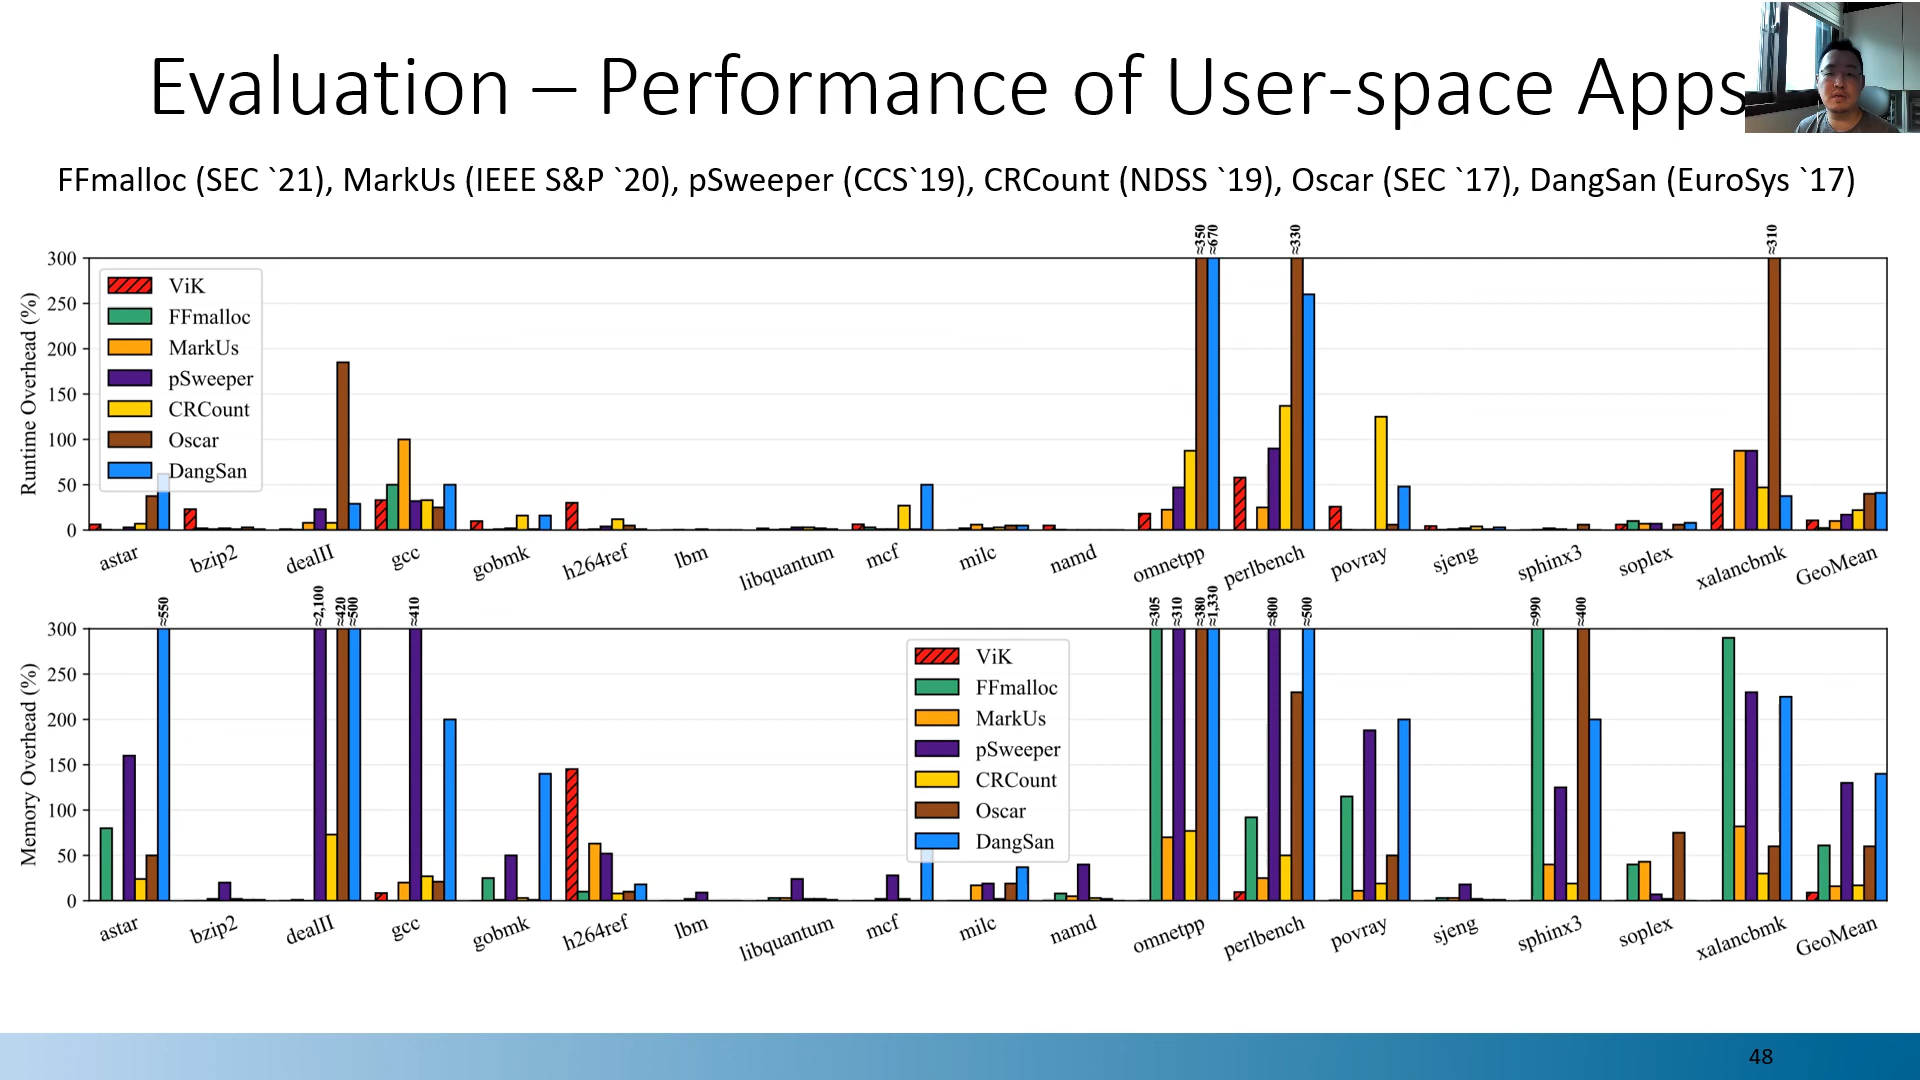 Evaluation – Performance of User-space Apps
FFmalloc (SEC `21), MarkUs (IEEE S&P `20), pSweeper (CCS`19), CRCount (NDSS `19), Oscar (SEC `17), DangSan (EuroSys `17)
≈350 ≈670 ≈330 ≈310
Runtime Overhead (%)
300
250
200
150
100
50
0
ViK
FFmalloc
MarkUs
pSweeper
CRCount
Oscar
DangSan
astar bzip2 dealII gcc gobmk h264ref lbm libquantum mcf milc namd omnetpp perlbench povray sjeng sphinx3 soplex xalancbmk GeoMean
≈550 ≈2,100 ≈420 ≈500 ≈410 ≈305 ≈310 ≈380 ≈1,330 ≈800 ≈500 ≈990 ≈400
Memory Overhead (%)
300
250
200
150
100
50
0
ViK
FFmalloc
MarkUs
pSweeper
CRCount
Oscar
DangSan
astar bzip2 dealII gcc gobmk h264ref lbm libquantum mcf milc namd omnetpp perlbench povray sjeng sphinx3 soplex xalancbmk GeoMean
48